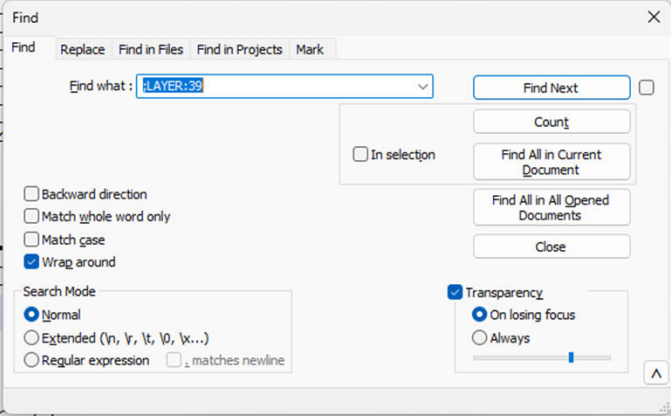 Find
Find Replace Find in Files Find in Projects Mark
Find what : ;LAYER:39 Find Next
Count
In selection Find All in Current
Document
Backward direction
Match whole word only
Find All in All Opened
Documents
Match case
Close
Wrap around
Search Mode
Transparency
Normal
On losing focus
Extended (\n, \r, \t, \0, \x...)
Always
Regular expression . matches newline